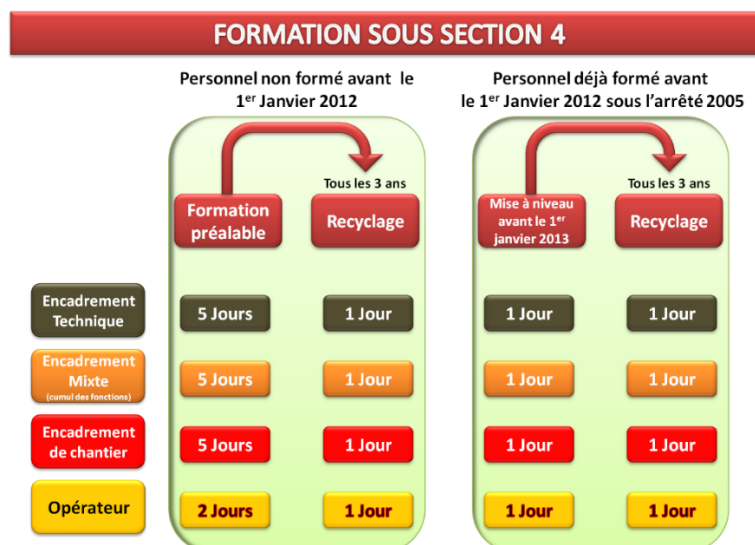 FORMATION SOUS SECTION 4
Personnel non formé avant le
1er Janvier 2012
Personnel déjà formé avant
le 1er Janvier 2012 sous l'arrêté 2005
Tous les 3 ans
Formation
préalable
Recyclage
Tous les 3 ans
Mise à niveau
avant le 1er
janvier 2013
Recyclage
Encadrement
Technique
5 Jours
1 Jour
1 Jour
1 Jour
Encadrement
Mixte
(cumul des fonctions)
5 Jours
1 Jour
1 Jour
1 Jour
Encadrement
de chantier
5 Jours
1 Jour
1 Jour
1 Jour
Opérateur
2 Jours
1 Jour
1 Jour
1 Jour